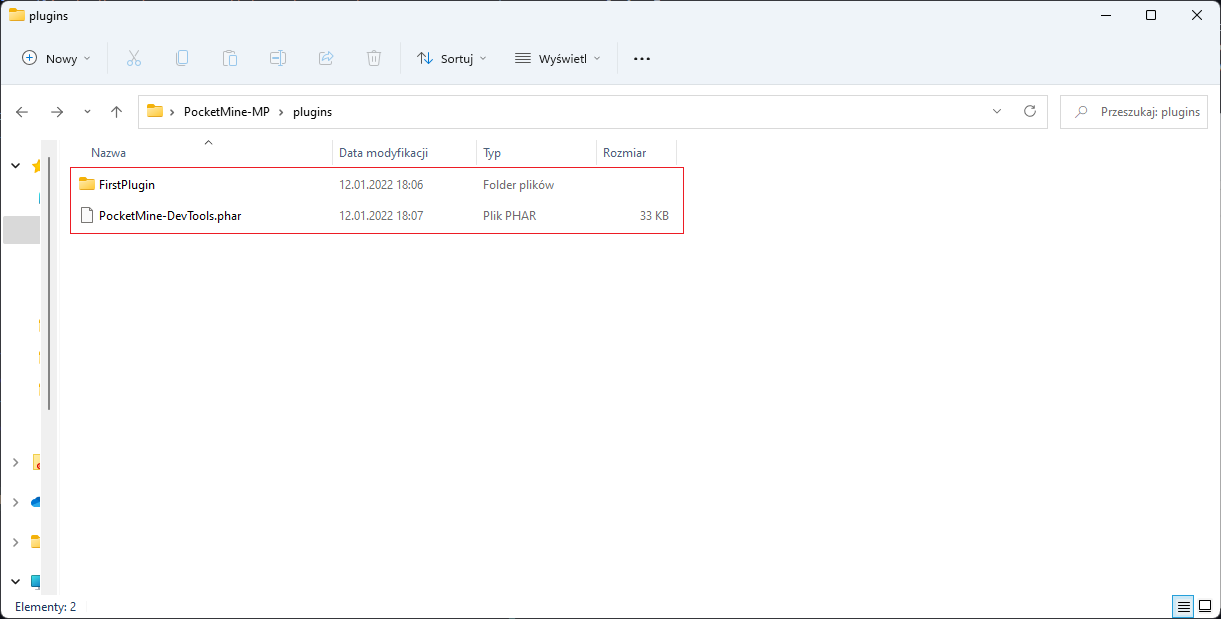 plugins
Nowy
Sortuj
Wyświetl
PocketMine-MP
plugins
Przeszukaj: plugins
Nazwa Data modyfikacji Typ Rozmiar
FirstPlugin 12.01.2022 18:06 Folder plików
PocketMine-DevTools.phar 12.01.2022 18:07 Plik PHAR 33 KB
Elementy: 2